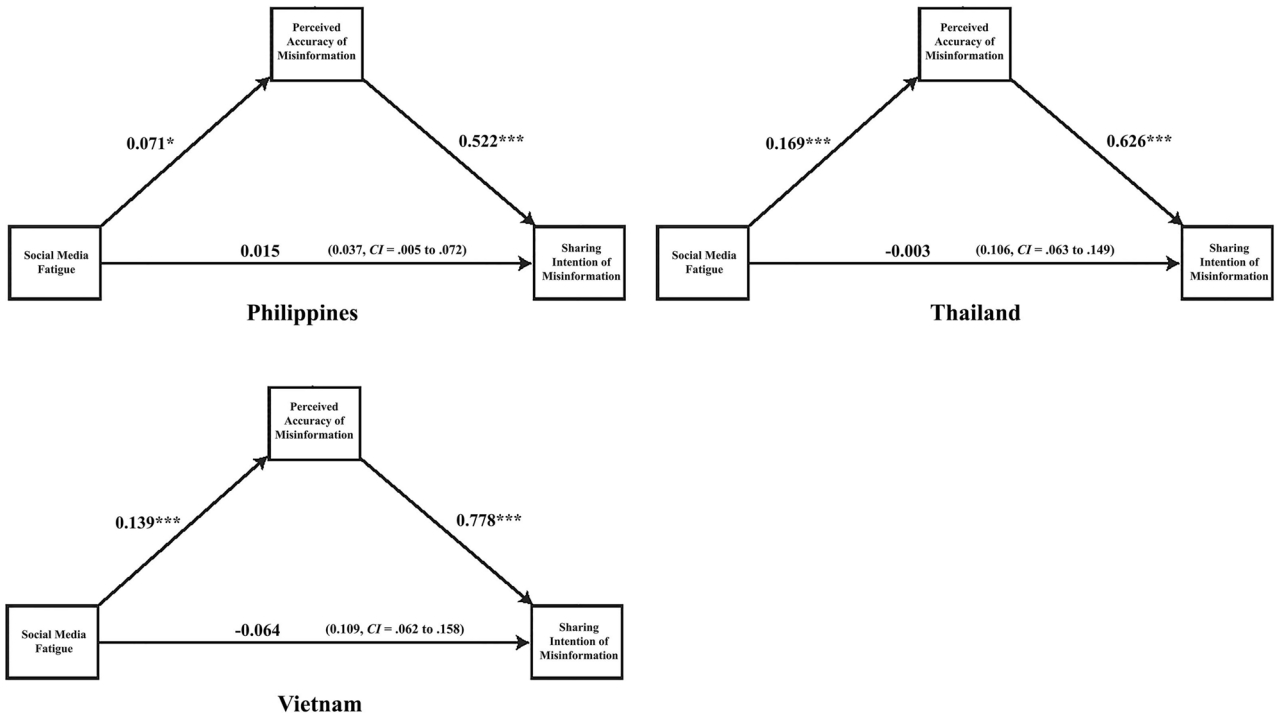 Perceived
Accuracy of
Misinformation
0.071*
0.522***
Social Media
Fatigue
0.015
(0.037, CI = .005 to .072)
Sharing
Intention of
Misinformation
Philippines
Perceived
Accuracy of
Misinformation
0.169***
0.626***
Social Media
Fatigue
-0.003
(0.106, CI = .063 to .149)
Sharing
Intention of
Misinformation
Thailand
Perceived
Accuracy of
Misinformation
0.139***
0.778***
Social Media
Fatigue
-0.064
(0.109, CI = .062 to .158)
Sharing
Intention of
Misinformation
Vietnam